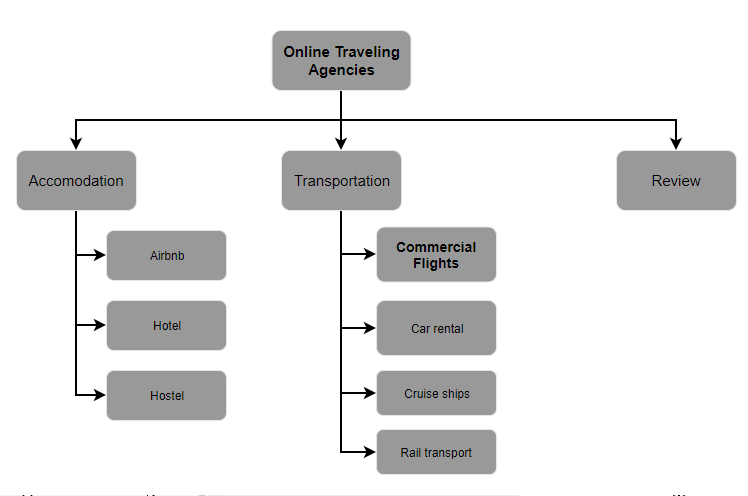 Online Traveling
Agencies
Accomodation
Transportation
Review
Airbnb
Hotel
Hostel
Commercial
Flights
Car rental
Cruise ships
Rail transport